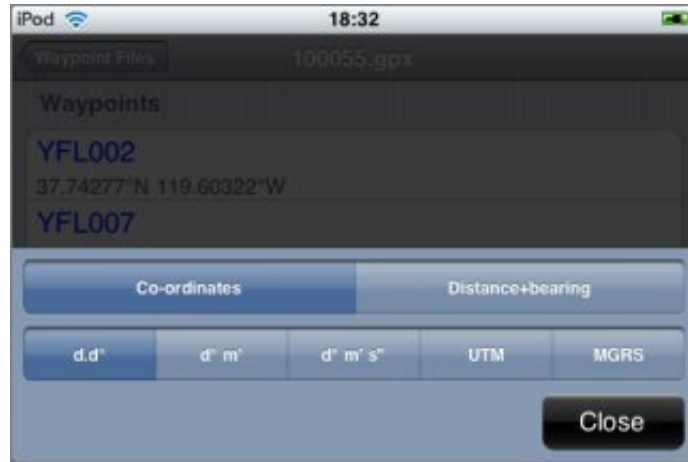 iPod 18:32
Waypoint Files 100055.gpx
Waypoints
YFL002
37.74277°N 119.60322°W
YFL007
Co-ordinates Distance+bearing
d.d° d° m' d° m' s" UTM MGRS
Close